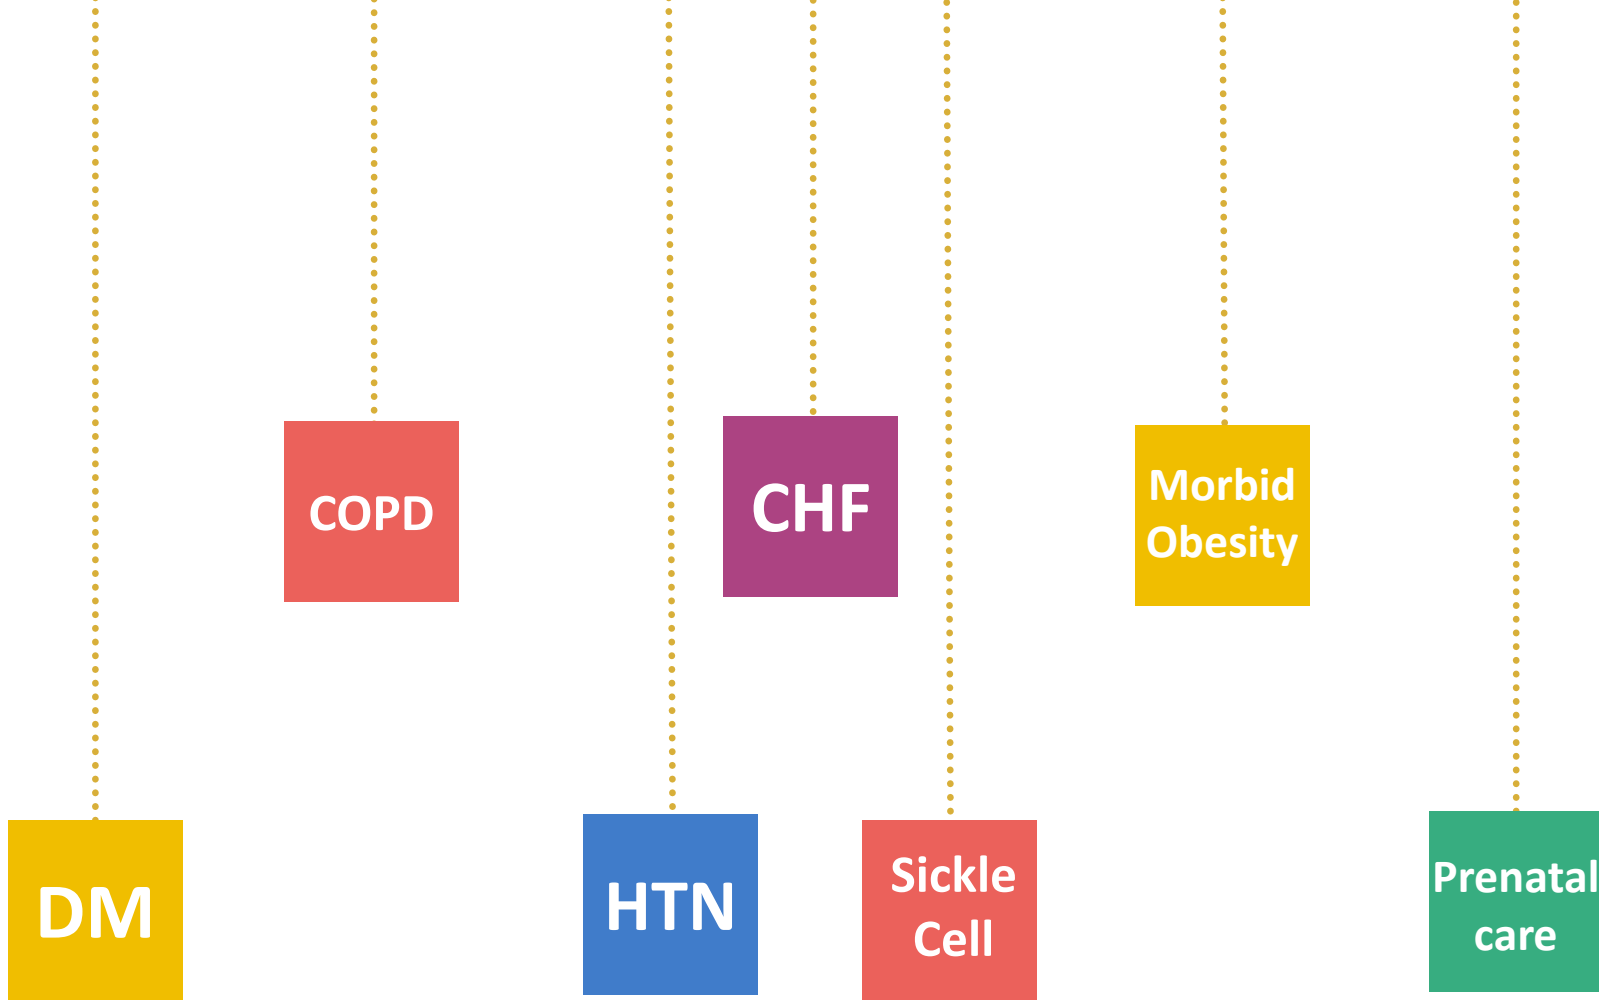 COPD
CHF
Morbid
Obesity
DM
HTN
Sickle
Cell
Prenatal
care